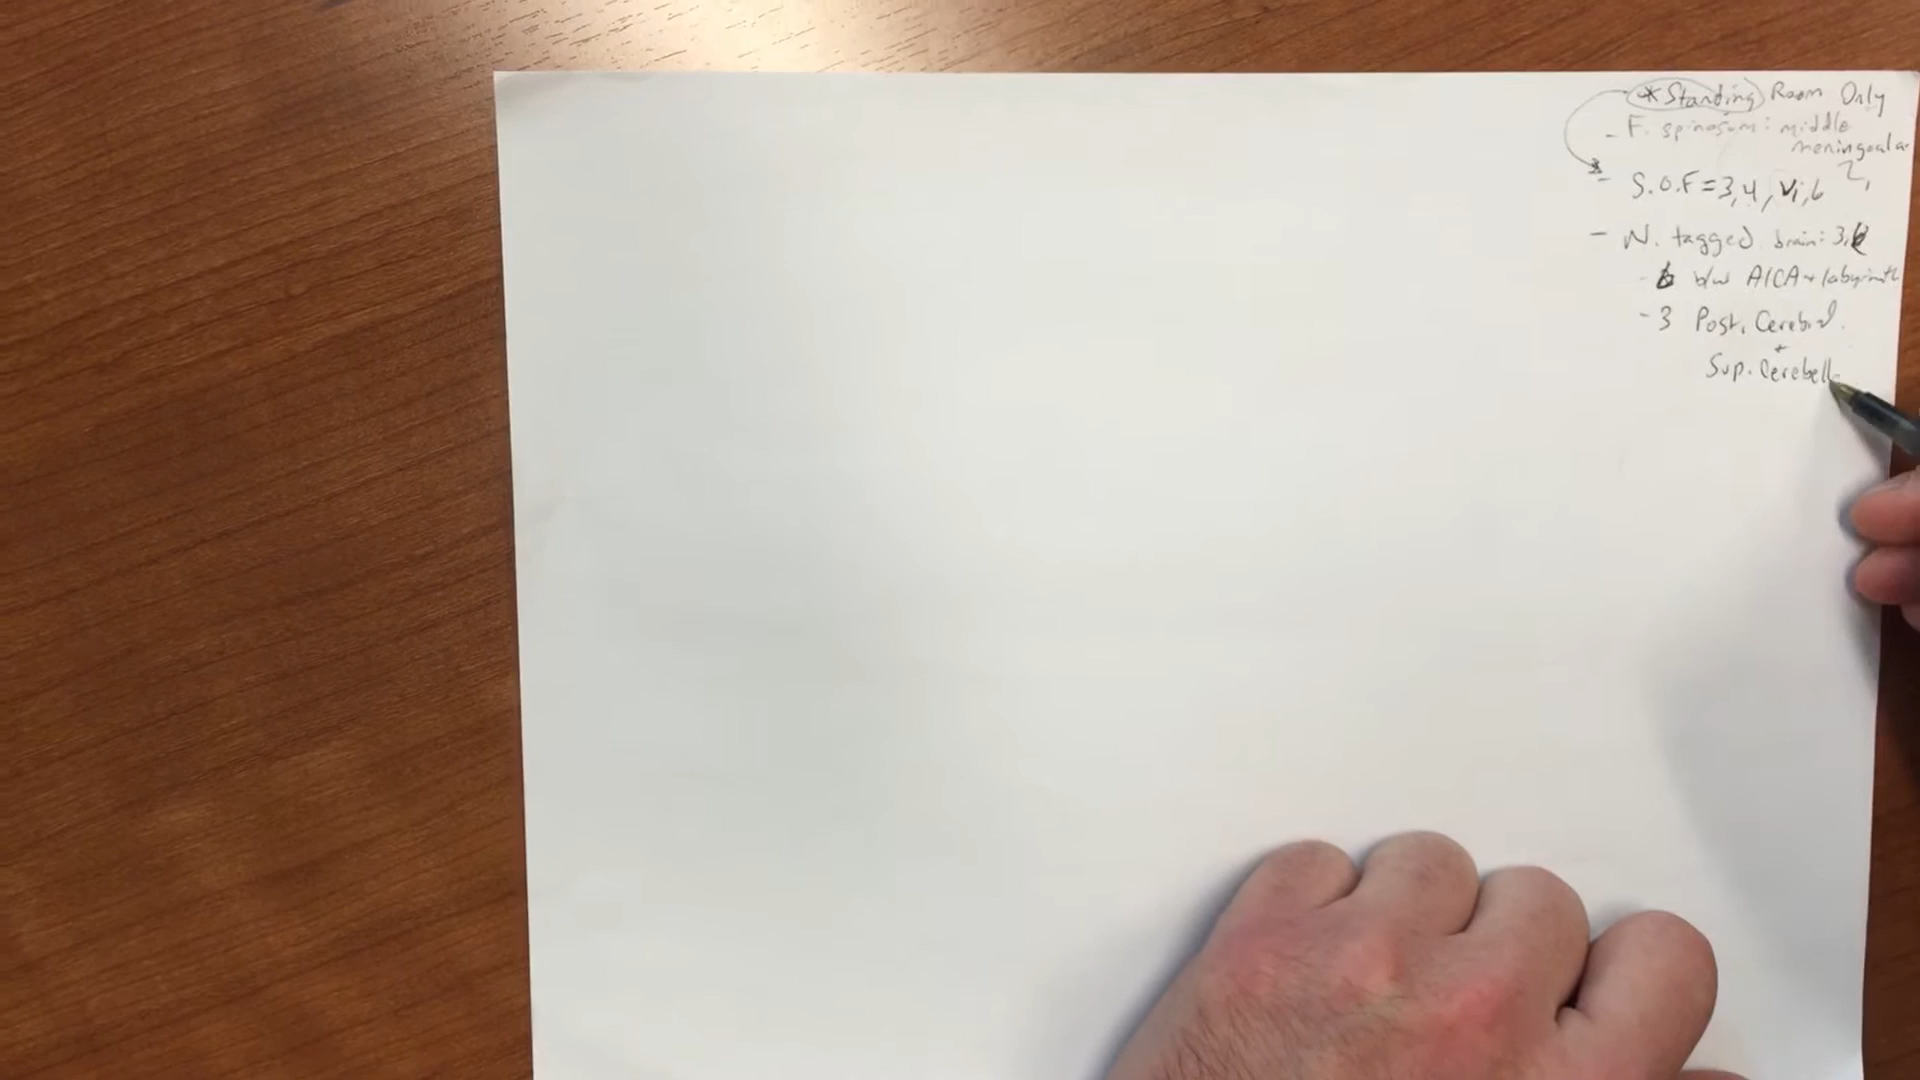 *Standing Room Only
- F. spinosum: middle
meningeal a.
- S.O.F = 3, 4, V1, 6
- N. tagged brain: 3, 6
- 6 b/w AICA + labyrinth
- 3 Post. Cerebral
+
Sup. Cerebell